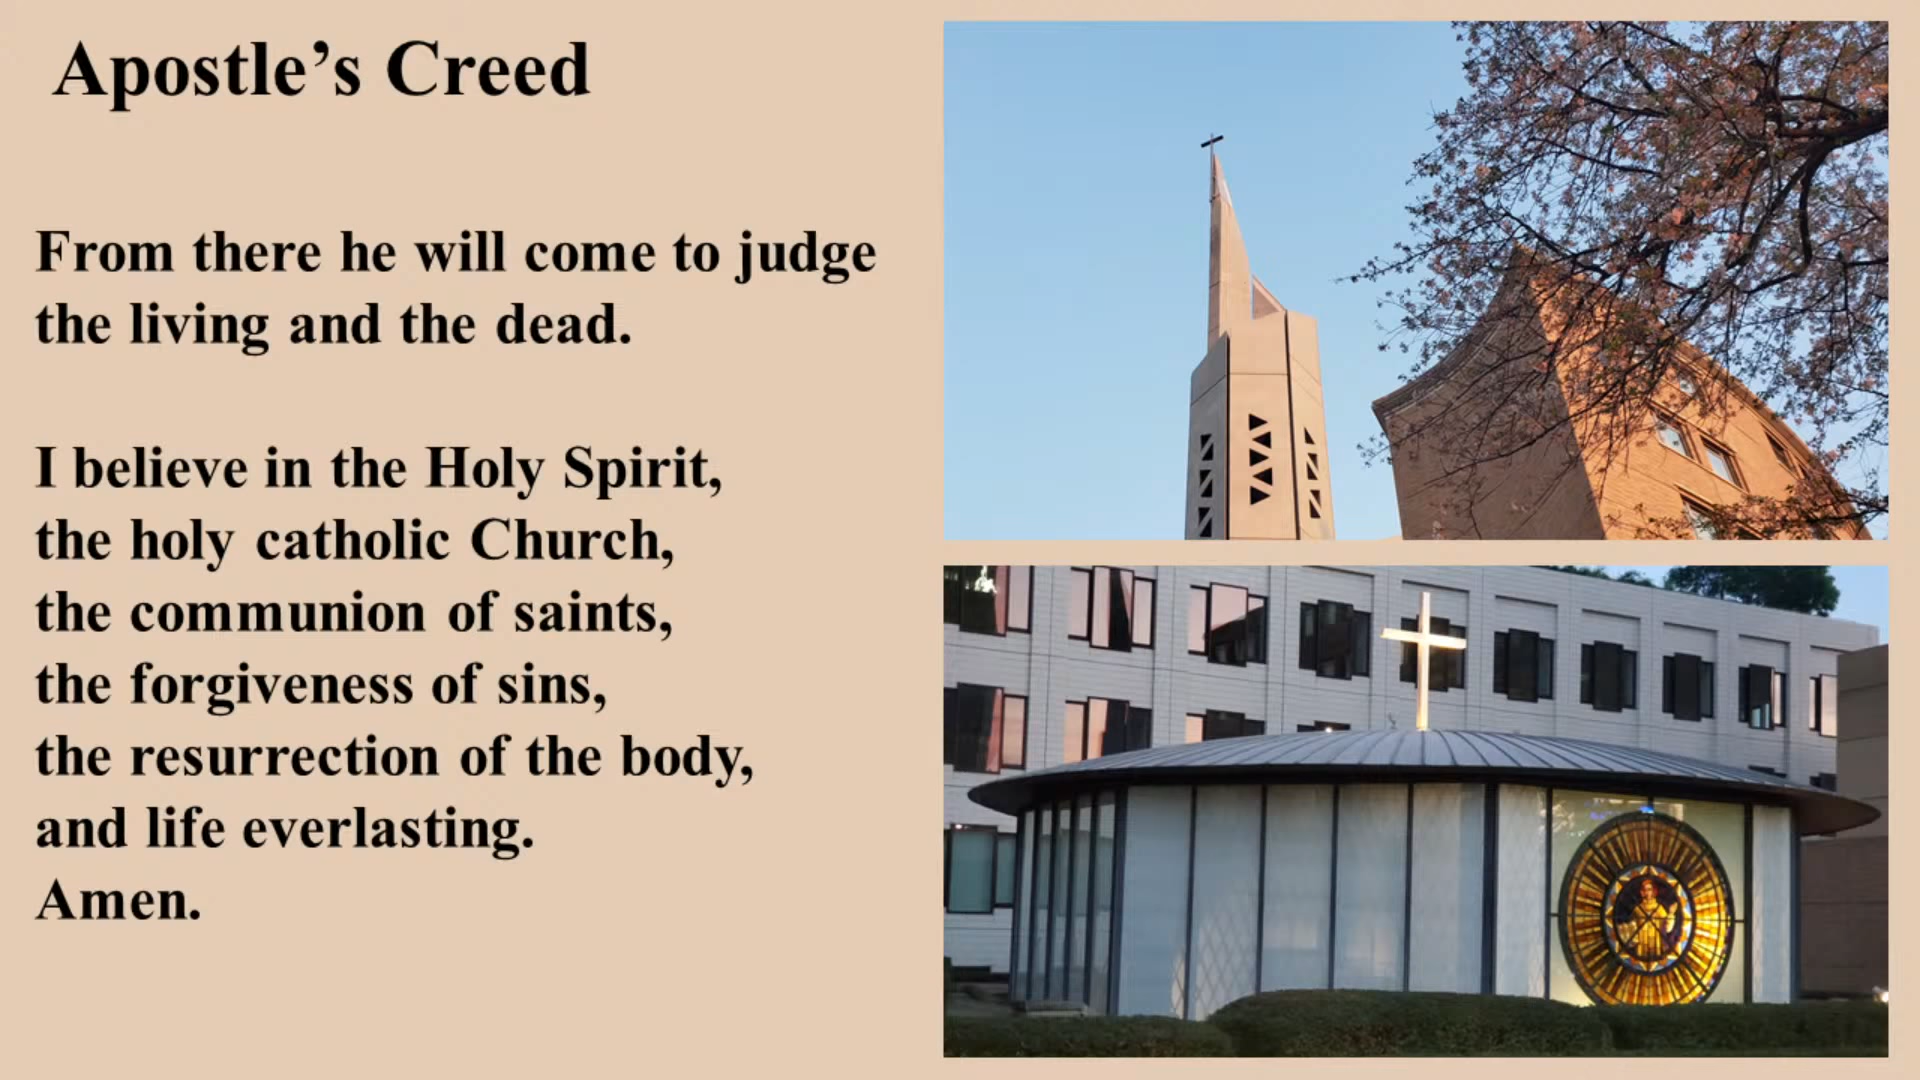 Apostle’s Creed
From there he will come to judge
the living and the dead.
I believe in the Holy Spirit,
the holy catholic Church,
the communion of saints,
the forgiveness of sins,
the resurrection of the body,
and life everlasting.
Amen.